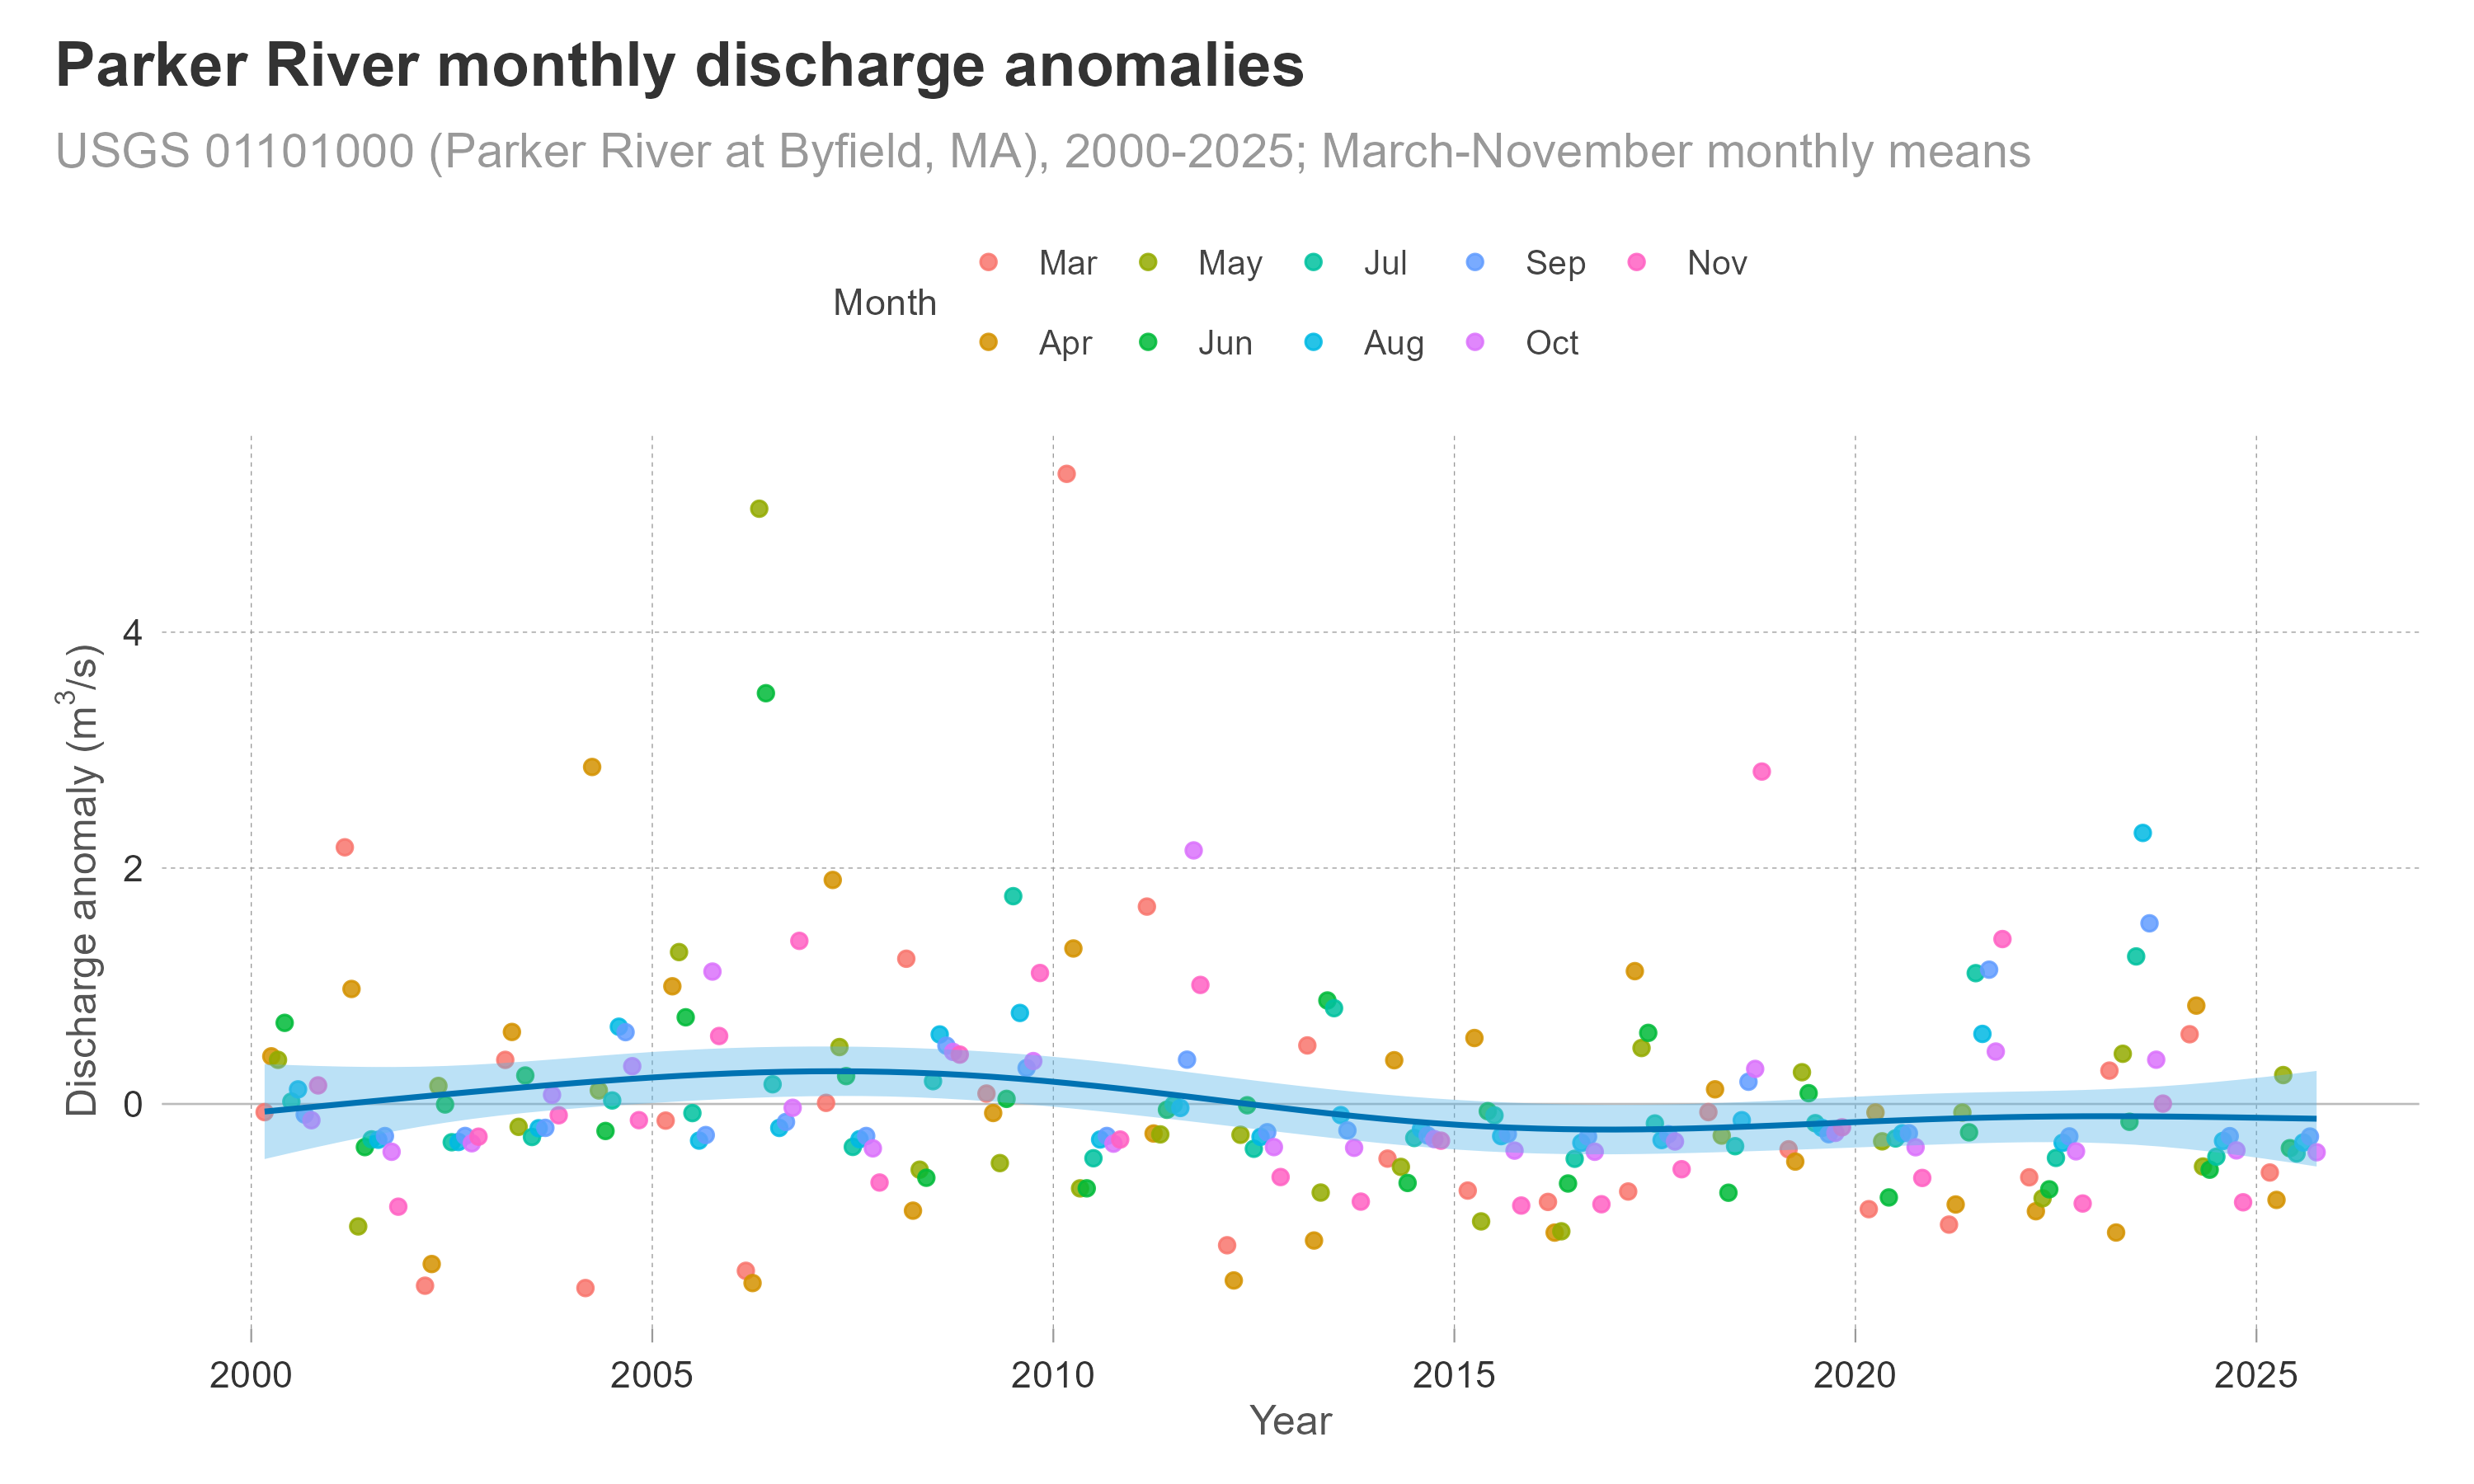 Parker River monthly discharge anomalies
USGS 01101000 (Parker River at Byfield, MA), 2000-2025; March-November monthly means
Month
Mar May Jul Sep Nov
Apr Jun Aug Oct
Discharge anomaly (m³/s)
4
2
0
2000 2005 2010 2015 2020 2025
Year